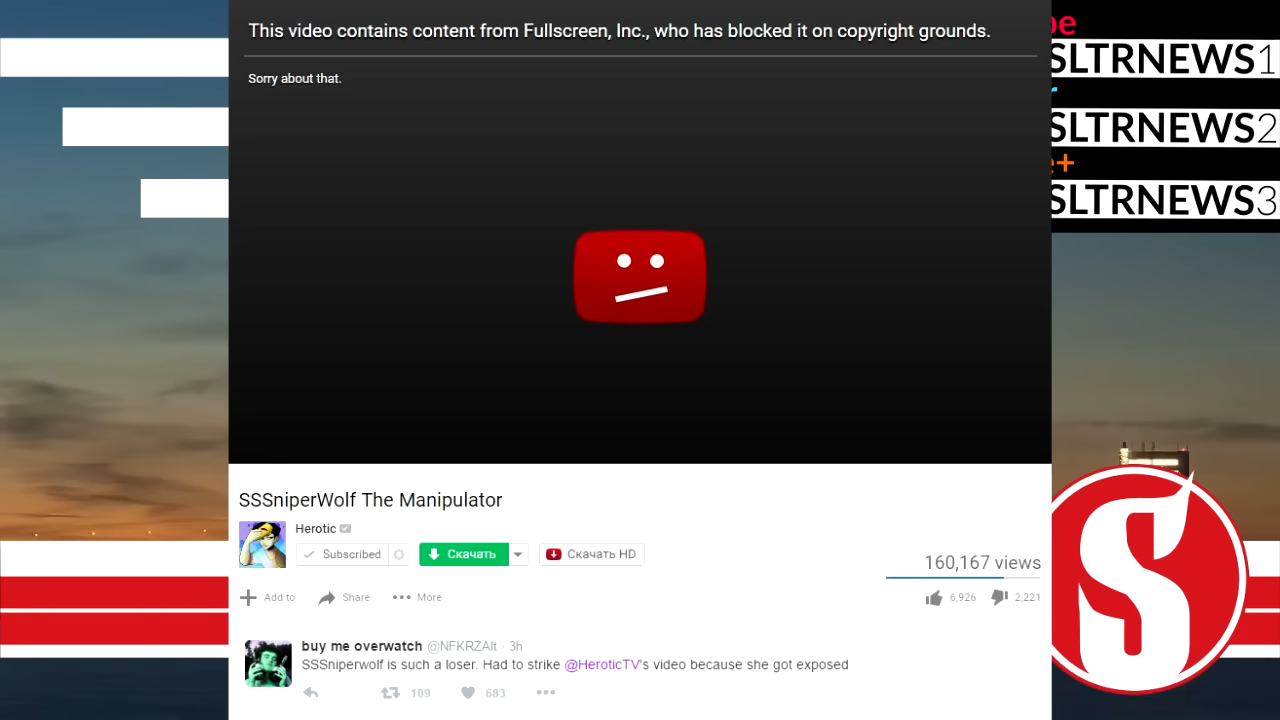 This video contains content from Fullscreen, Inc., who has blocked it on copyright grounds.
Sorry about that.
be
SLTRNEWS1
r
SLTRNEWS2
e+
SLTRNEWS3
SSSniperWolf The Manipulator
Herotic
Subscribed
Скачать
Скачать HD
160,167 views
Add to
Share
More
6,926
2,221
buy me overwatch @NFKRZAlt · 3h
SSSniperwolf is such a loser. Had to strike @HeroticTV's video because she got exposed
109
683
S